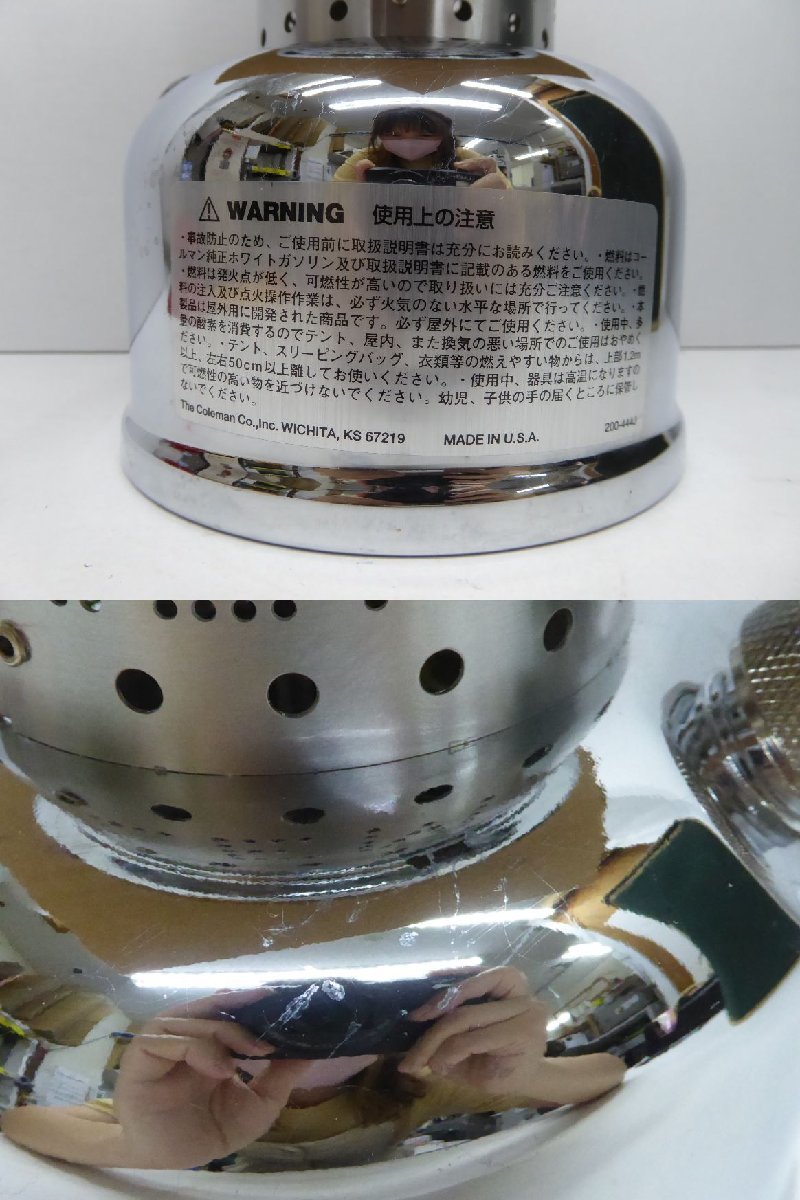 ⚠ WARNING 使用上の注意
・事故防止のため、ご使用前に取扱説明書は充分にお読みください。・燃料はコー
ルマン純正ホワイトガソリン及び取扱説明書に記載のある燃料をご使用ください。
・燃料は発火点が低く、可燃性が高いので取り扱いには充分ご注意ください。・燃
料の注入及び点火操作作業は、必ず火気のない水平な場所で行ってください。・本
製品は屋外用に開発された商品です。必ず屋外にてご使用ください。・使用中、多
量の酸素を消費するのでテント、屋内、また換気の悪い場所でのご使用はおやめく
ださい。・テント、スリーピングバッグ、衣類等の燃えやすい物からは、上部1.2m
以上、左右50cm以上離してお使いください。・使用中、器具は高温になりますの
で可燃性の高い物を近づけないでください。幼児、子供の手の届くところに保管し
ないでください。
The Coleman Co.,Inc. WICHITA, KS 67219 MADE IN U.S.A. 200-444J